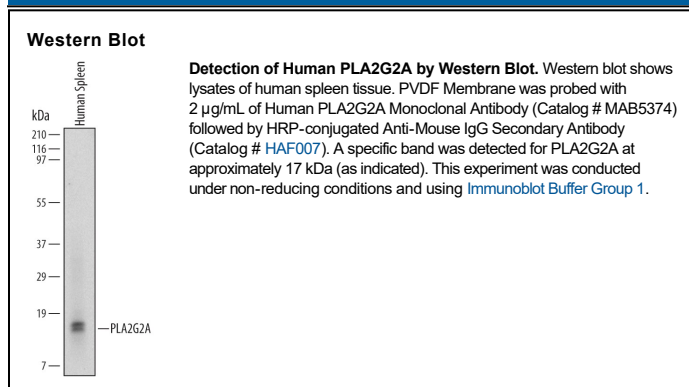 Western Blot
Human Spleen
kDa
210
116
97
55
37
29
19
7
PLA2G2A
Detection of Human PLA2G2A by Western Blot. Western blot shows
lysates of human spleen tissue. PVDF Membrane was probed with
2 µg/mL of Human PLA2G2A Monoclonal Antibody (Catalog # MAB5374)
followed by HRP-conjugated Anti-Mouse IgG Secondary Antibody
(Catalog # HAF007). A specific band was detected for PLA2G2A at
approximately 17 kDa (as indicated). This experiment was conducted
under non-reducing conditions and using Immunoblot Buffer Group 1.